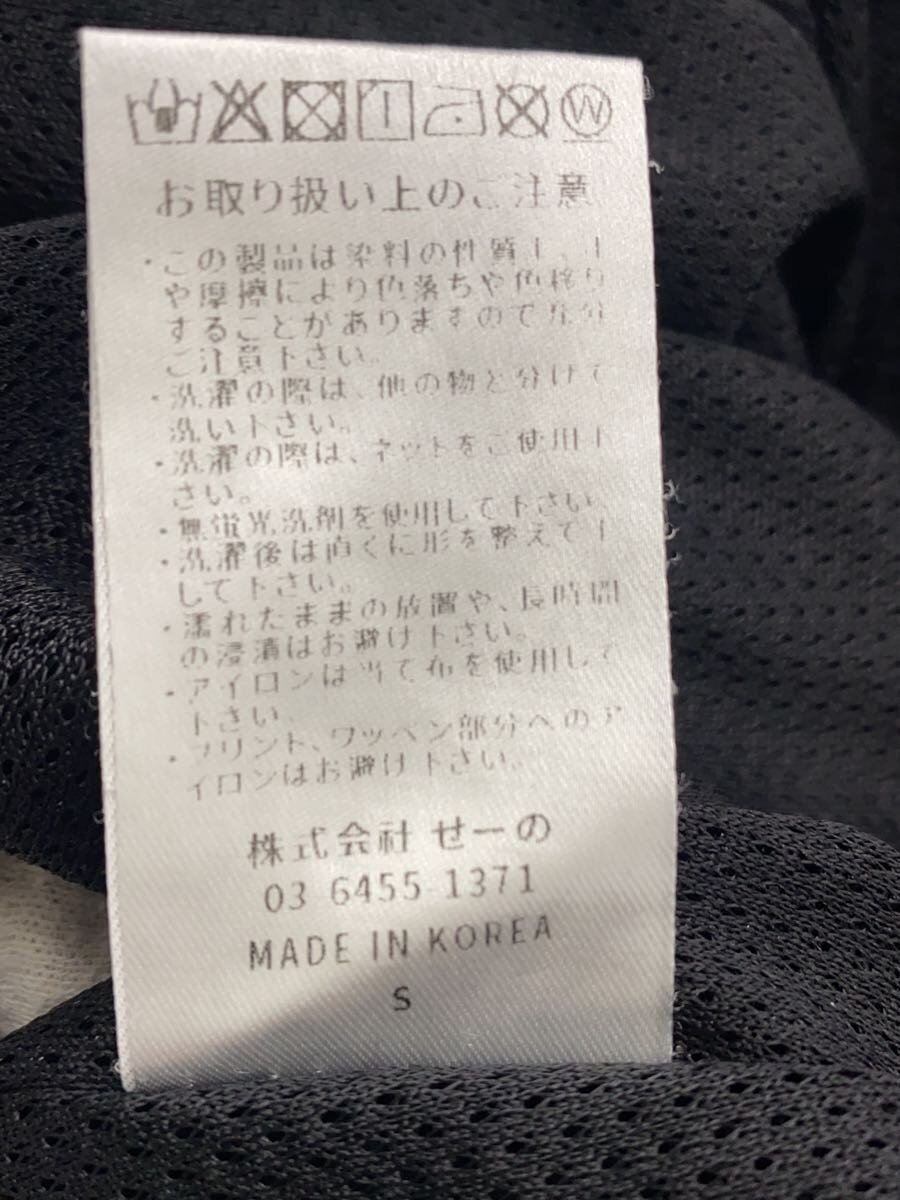 お取り扱い上のご注意
・この製品は染料の性質上、
や摩擦により色落ちや色移り
することがありますので充分
ご注意下さい。
・洗濯の際は、他の物と分けて
洗い下さい。
・洗濯の際は、ネットをご使用下
さい。
・無蛍光洗剤を使用して下さい。
・洗濯後は直ぐに形を整えて干
して下さい。
・濡れたままの放置や、長時間
の浸漬はお避け下さい。
・アイロンは当て布を使用して
下さい。
・プリント、ワッペン部分へのア
イロンはお避け下さい。
株式会社 せーの
03 6455-1371
MADE IN KOREA
S